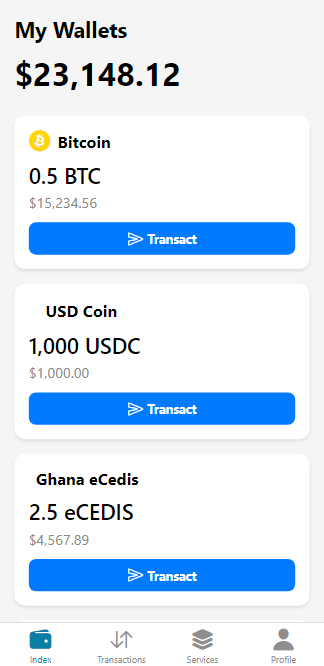 My Wallets
$23,148.12
Bitcoin
0.5 BTC
$15,234.56
Transact
USD Coin
1,000 USDC
$1,000.00
Transact
Ghana eCedis
2.5 eCEDIS
$4,567.89
Transact
Index
Transactions
Services
Profile